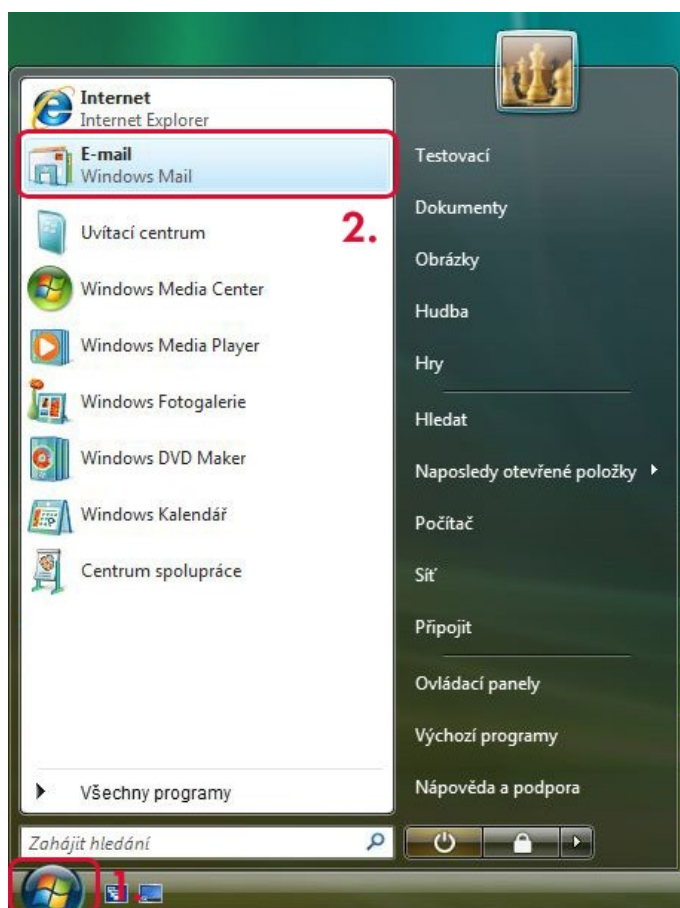 Internet
Internet Explorer
E-mail
Windows Mail
2.
Uvítací centrum
Windows Media Center
Windows Media Player
Windows Fotogalerie
Windows DVD Maker
Windows Kalendář
Centrum spolupráce
Všechny programy
Zahájit hledání
Testovací
Dokumenty
Obrázky
Hudba
Hry
Hledat
Naposledy otevřené položky
Počítač
Síť
Připojit
Ovládací panely
Výchozí programy
Nápověda a podpora
1.